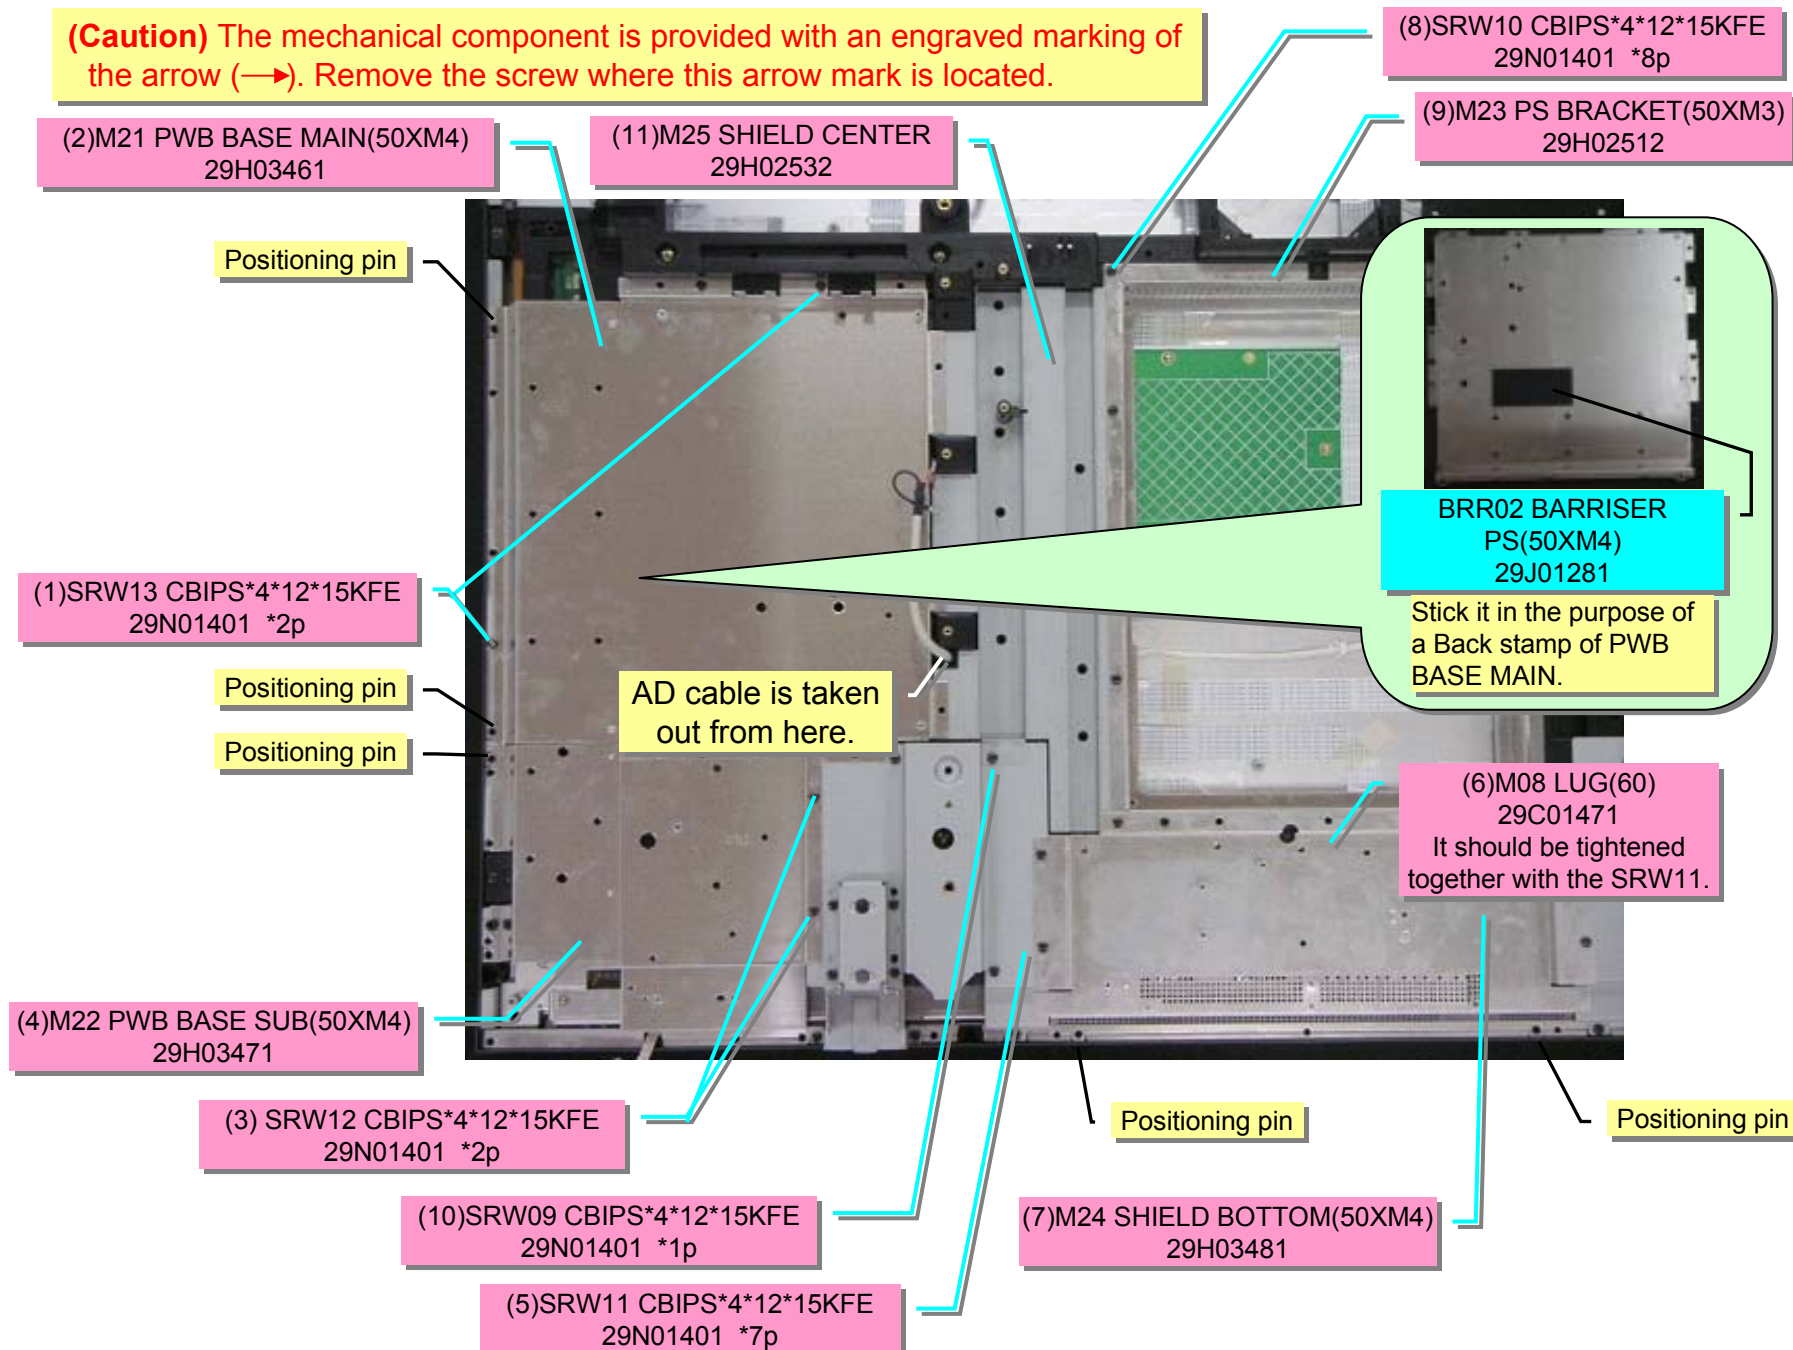 (Caution) The mechanical component is provided with an engraved marking of
the arrow (→). Remove the screw where this arrow mark is located.
(8)SRW10 CBIPS*4*12*15KFE
29N01401 *8p
(2)M21 PWB BASE MAIN(50XM4)
29H03461
(11)M25 SHIELD CENTER
29H02532
(9)M23 PS BRACKET(50XM3)
29H02512
Positioning pin
BRR02 BARRISER
PS(50XM4)
29J01281
Stick it in the purpose of
a Back stamp of PWB
BASE MAIN.
(1)SRW13 CBIPS*4*12*15KFE
29N01401 *2p
Positioning pin
AD cable is taken
out from here.
Positioning pin
(6)M08 LUG(60)
29C01471
It should be tightened
together with the SRW11.
(4)M22 PWB BASE SUB(50XM4)
29H03471
(3) SRW12 CBIPS*4*12*15KFE
29N01401 *2p
Positioning pin
Positioning pin
(10)SRW09 CBIPS*4*12*15KFE
29N01401 *1p
(7)M24 SHIELD BOTTOM(50XM4)
29H03481
(5)SRW11 CBIPS*4*12*15KFE
29N01401 *7p